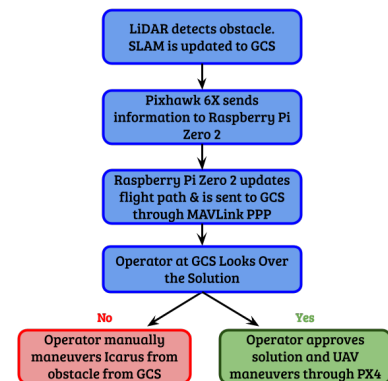 LiDAR detects obstacle.
SLAM is updated to GCS
Pixhawk 6X sends
information to Raspberry Pi
Zero 2
Raspberry Pi Zero 2 updates
flight path & is sent to GCS
through MAVLink PPP
Operator at GCS Looks Over
the Solution
No
Yes
Operator manually
maneuvers Icarus from
obstacle from GCS
Operator approves
solution and UAV
maneuvers through PX4